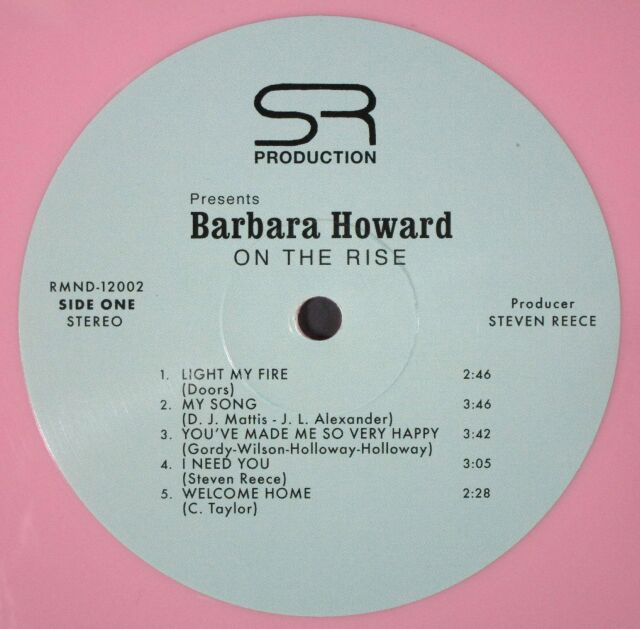 SR
PRODUCTION
Presents
Barbara Howard
ON THE RISE
RMND-12002
SIDE ONE
STEREO
Producer
STEVEN REECE
1. LIGHT MY FIRE 2:46
(Doors)
2. MY SONG 3:46
(D. J. Mattis - J. L. Alexander)
3. YOU'VE MADE ME SO VERY HAPPY 3:42
(Gordy-Wilson-Holloway-Holloway)
4. I NEED YOU 3:05
(Steven Reece)
5. WELCOME HOME 2:28
(C. Taylor)